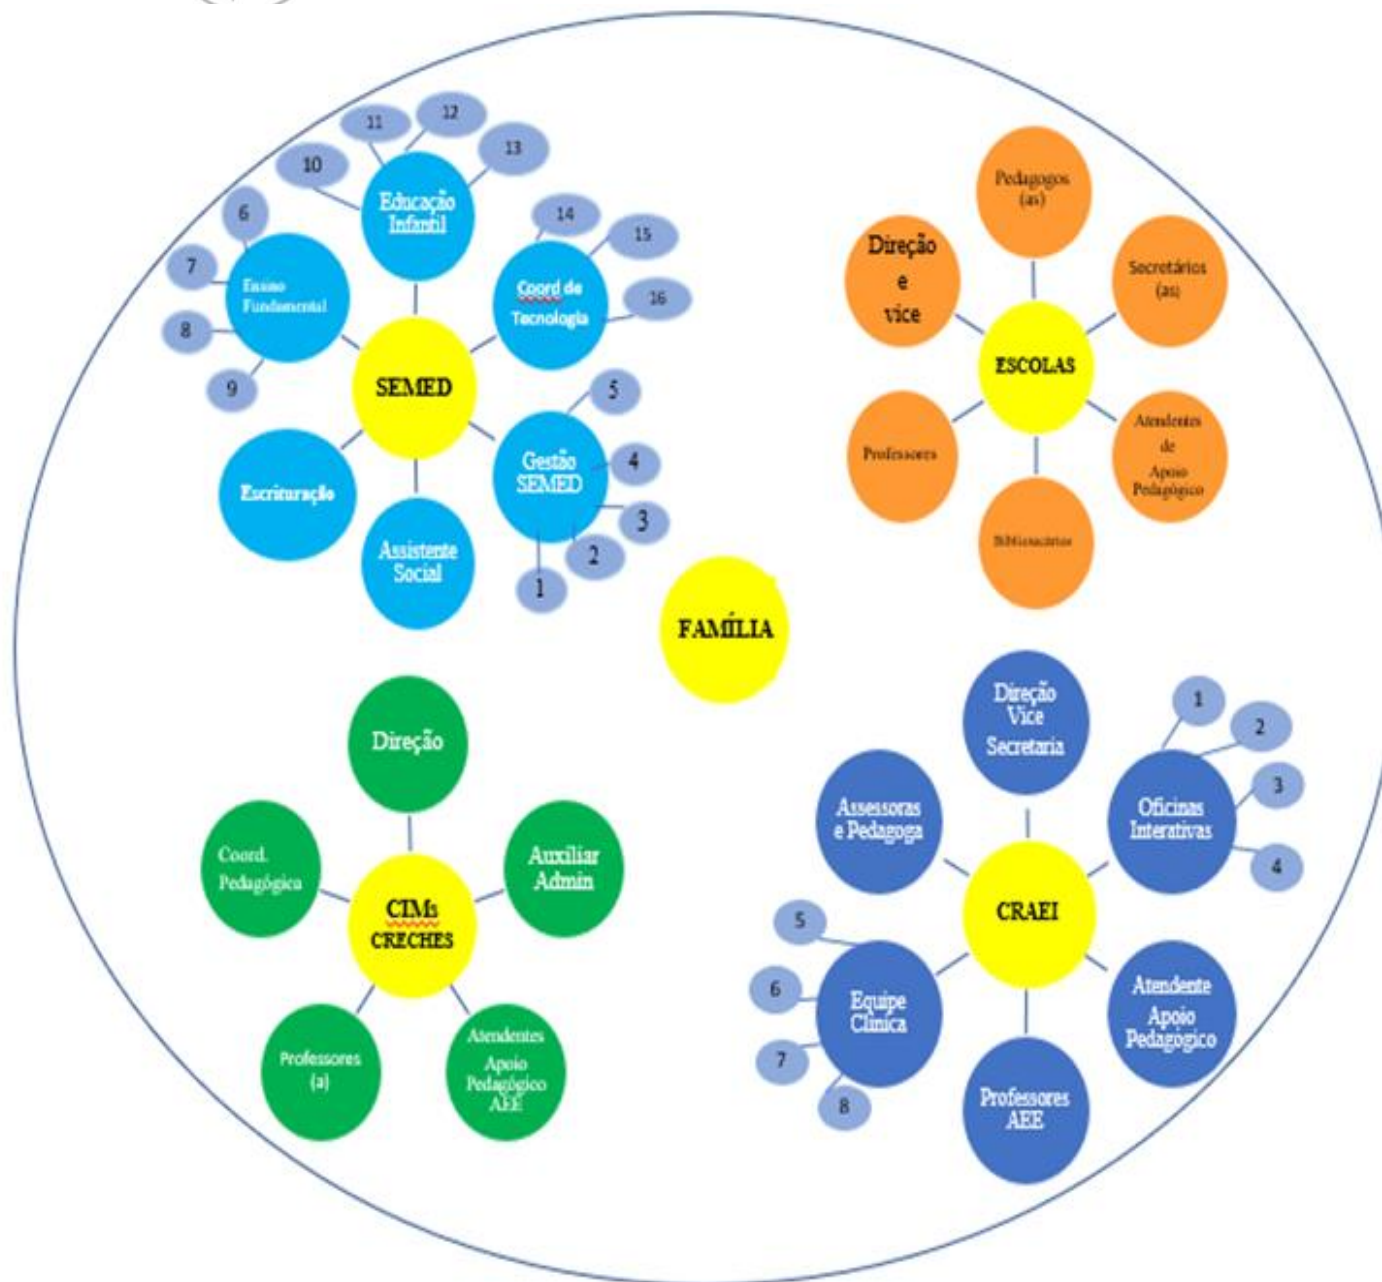 11
12
13
10
Educação
Infantil
6
7
Ensino
Fundamental
8
9
14
15
Coord de
Tecnologia
16
SEMED
5
Gestão
SEMED
4
3
2
1
Escrituração
Assistente
Social
Pedagogos
(as)
Direção
e
vice
Secretários
(as)
ESCOLAS
Professores
Atendentes
de
Apoio
Pedagógico
Bibliotecários
FAMÍLIA
Direção
Coord.
Pedagógica
Auxiliar
Admin
CIMs
CRECHES
Professores
(a)
Atendentes
Apoio
Pedagógico
AEE
Direção
Vice
Secretaria
1
2
3
4
Oficinas
Interativas
Assessoras
e Pedagoga
CRAEI
5
6
7
8
Equipe
Clínica
Atendente
Apoio
Pedagógico
Professores
AEE